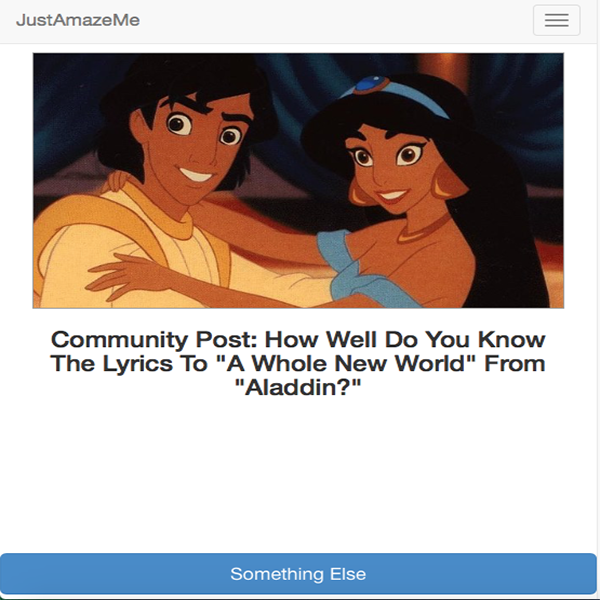 JustAmazeMe
Community Post: How Well Do You Know
The Lyrics To "A Whole New World" From
"Aladdin?"
Something Else